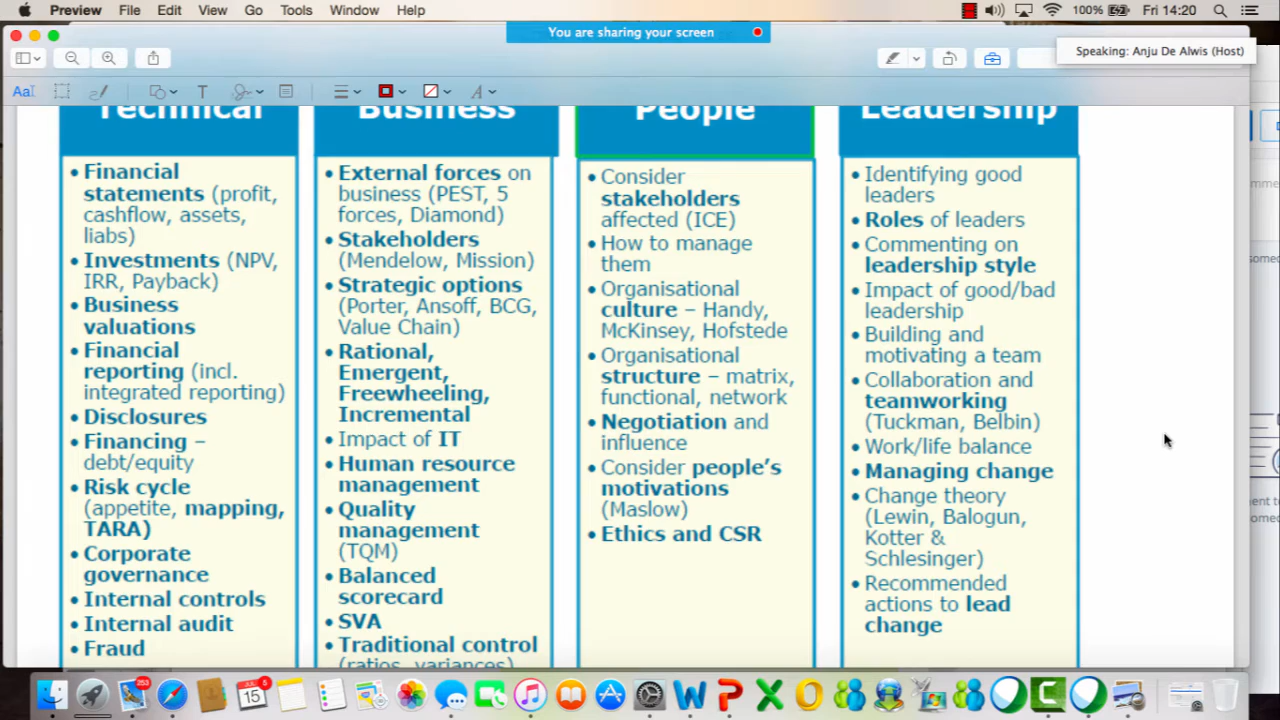 Preview File Edit View Go Tools Window Help
100% Fri 14:20
You are sharing your screen
Speaking: Anju De Alwis (Host)
Technical
• Financial
statements (profit,
cashflow, assets,
liabs)
• Investments (NPV,
IRR, Payback)
• Business
valuations
• Financial
reporting (incl.
integrated reporting)
• Disclosures
• Financing –
debt/equity
• Risk cycle
(appetite, mapping,
TARA)
• Corporate
governance
• Internal controls
• Internal audit
• Fraud
Business
• External forces on
business (PEST, 5
forces, Diamond)
• Stakeholders
(Mendelow, Mission)
• Strategic options
(Porter, Ansoff, BCG,
Value Chain)
• Rational,
Emergent,
Freewheeling,
Incremental
• Impact of IT
• Human resource
management
• Quality
management
(TQM)
• Balanced
scorecard
• SVA
• Traditional control
(ratios, variances)
People
• Consider
stakeholders
affected (ICE)
• How to manage
them
• Organisational
culture – Handy,
McKinsey, Hofstede
• Organisational
structure – matrix,
functional, network
• Negotiation and
influence
• Consider people's
motivations
(Maslow)
• Ethics and CSR
Leadership
• Identifying good
leaders
• Roles of leaders
• Commenting on
leadership style
• Impact of good/bad
leadership
• Building and
motivating a team
• Collaboration and
teamworking
(Tuckman, Belbin)
• Work/life balance
• Managing change
• Change theory
(Lewin, Balogun,
Kotter &
Schlesinger)
• Recommended
actions to lead
change